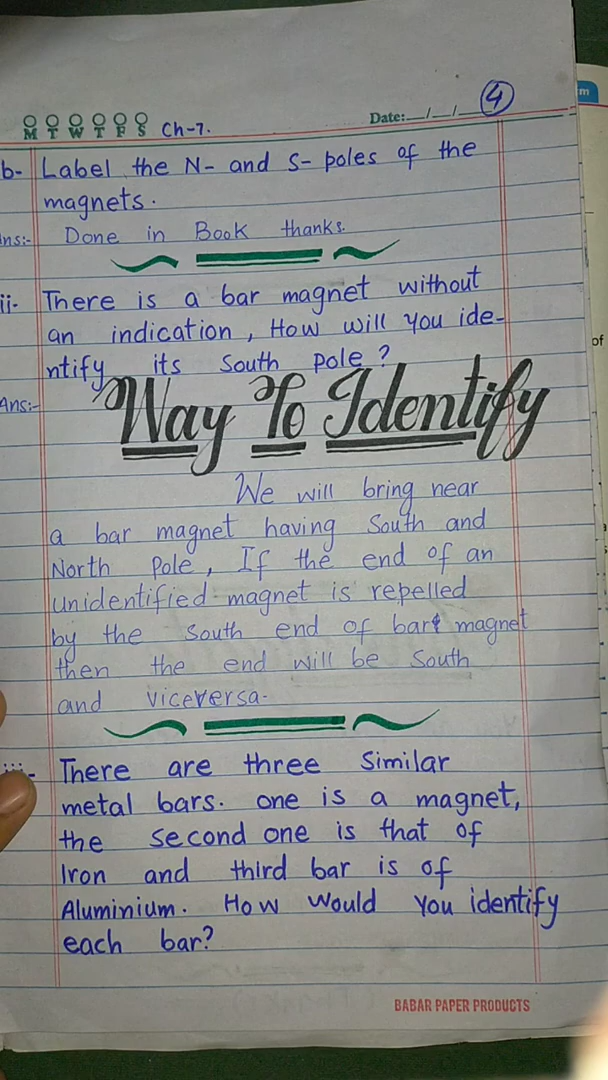 4
M T W T F S Ch-7. Date:__/__/__
b- Label the N- and S- poles of the
magnets.
Ans:- Done in Book thanks.
ii- There is a bar magnet without
an indication, How will you ide-
ntify its South pole?
Ans:- Way To Identify
We will bring near
a bar magnet having South and
North Pole, If the end of an
unidentified magnet is repelled
by the South end of bar magnet
then the end will be South
and viceversa.
iii- There are three Similar
metal bars. one is a magnet,
the second one is that of
Iron and third bar is of
Aluminium. How would you identify
each bar?
BABAR PAPER PRODUCTS
m
of